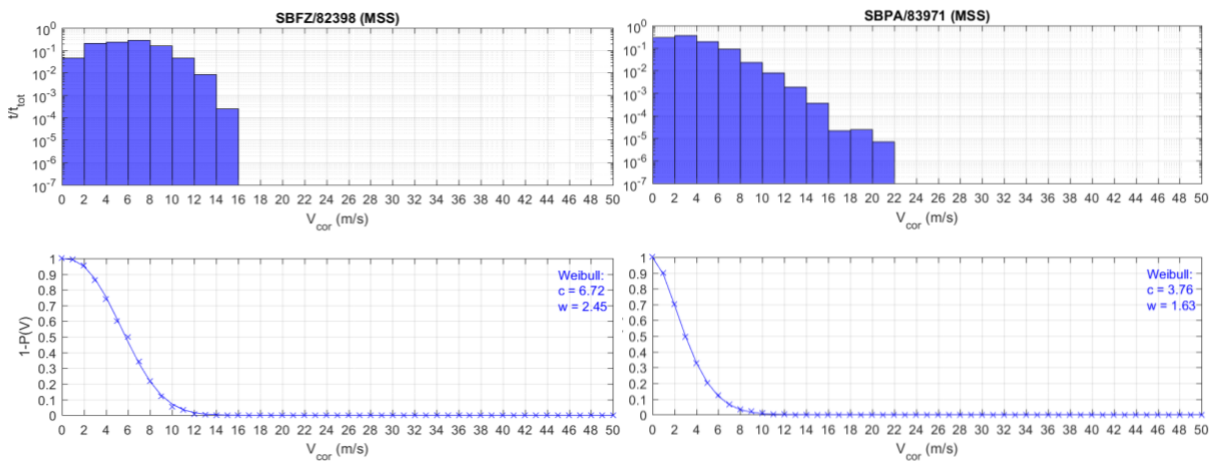 SBFZ/82398 (MSS)
t/t_tot
10^0
10^-1
10^-2
10^-3
10^-4
10^-5
10^-6
10^-7
0 2 4 6 8 10 12 14 16 18 20 22 24 26 28 30 32 34 36 38 40 42 44 46 48 50
V_cor (m/s)
SBPA/83971 (MSS)
10^0
10^-1
10^-2
10^-3
10^-4
10^-5
10^-6
10^-7
0 2 4 6 8 10 12 14 16 18 20 22 24 26 28 30 32 34 36 38 40 42 44 46 48 50
V_cor (m/s)
1-P(V)
1
0.9
0.8
0.7
0.6
0.5
0.4
0.3
0.2
0.1
0
Weibull:
c = 6.72
w = 2.45
0 2 4 6 8 10 12 14 16 18 20 22 24 26 28 30 32 34 36 38 40 42 44 46 48 50
V_cor (m/s)
1
0.9
0.8
0.7
0.6
0.5
0.4
0.3
0.2
0.1
0
Weibull:
c = 3.76
w = 1.63
0 2 4 6 8 10 12 14 16 18 20 22 24 26 28 30 32 34 36 38 40 42 44 46 48 50
V_cor (m/s)